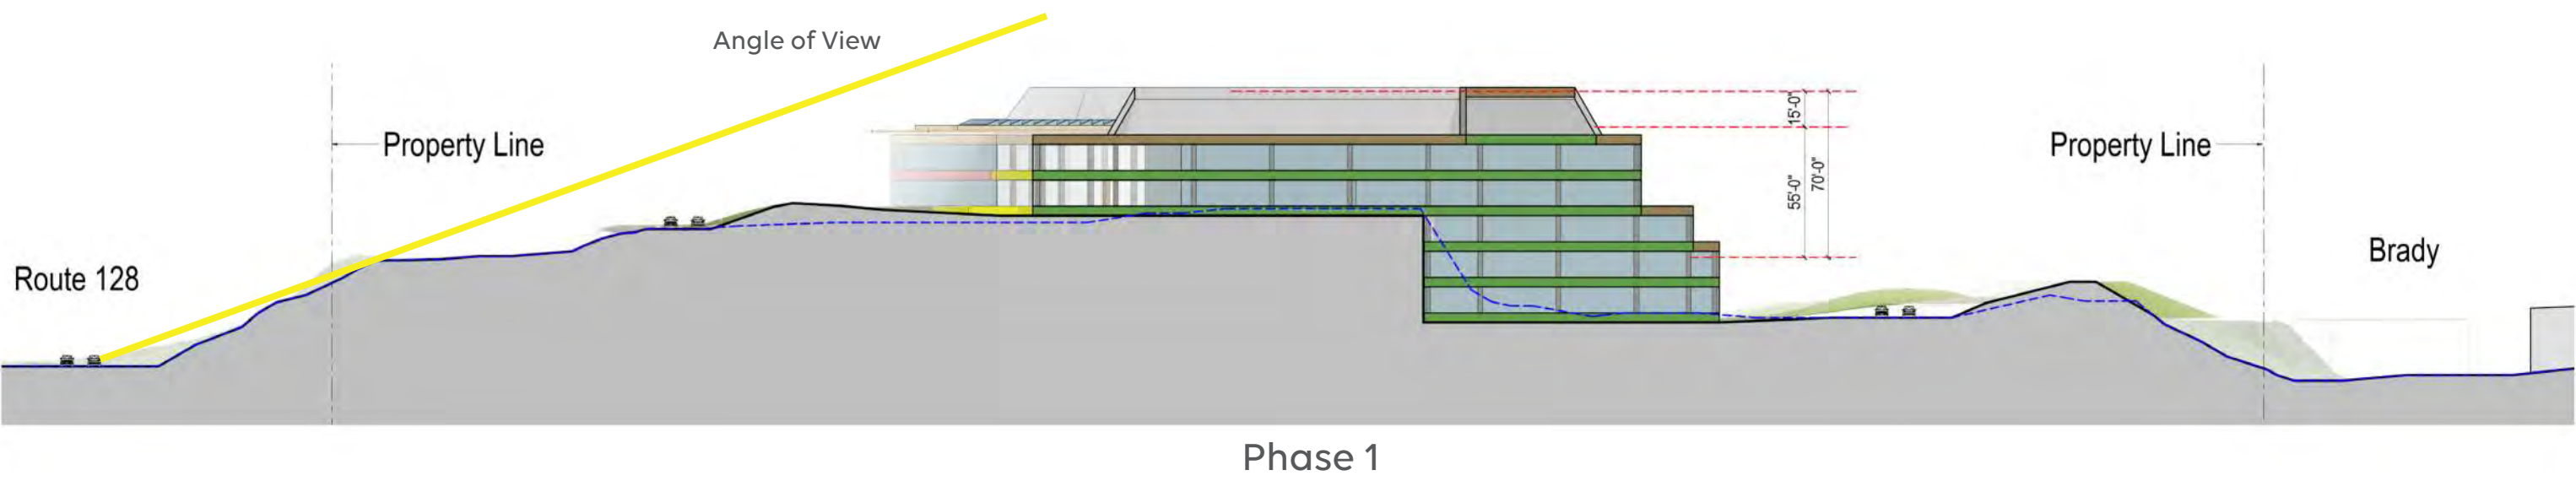 Angle of View
Property Line
Property Line
15'-0"
55'-0"
70'-0"
Route 128
Brady
Phase 1